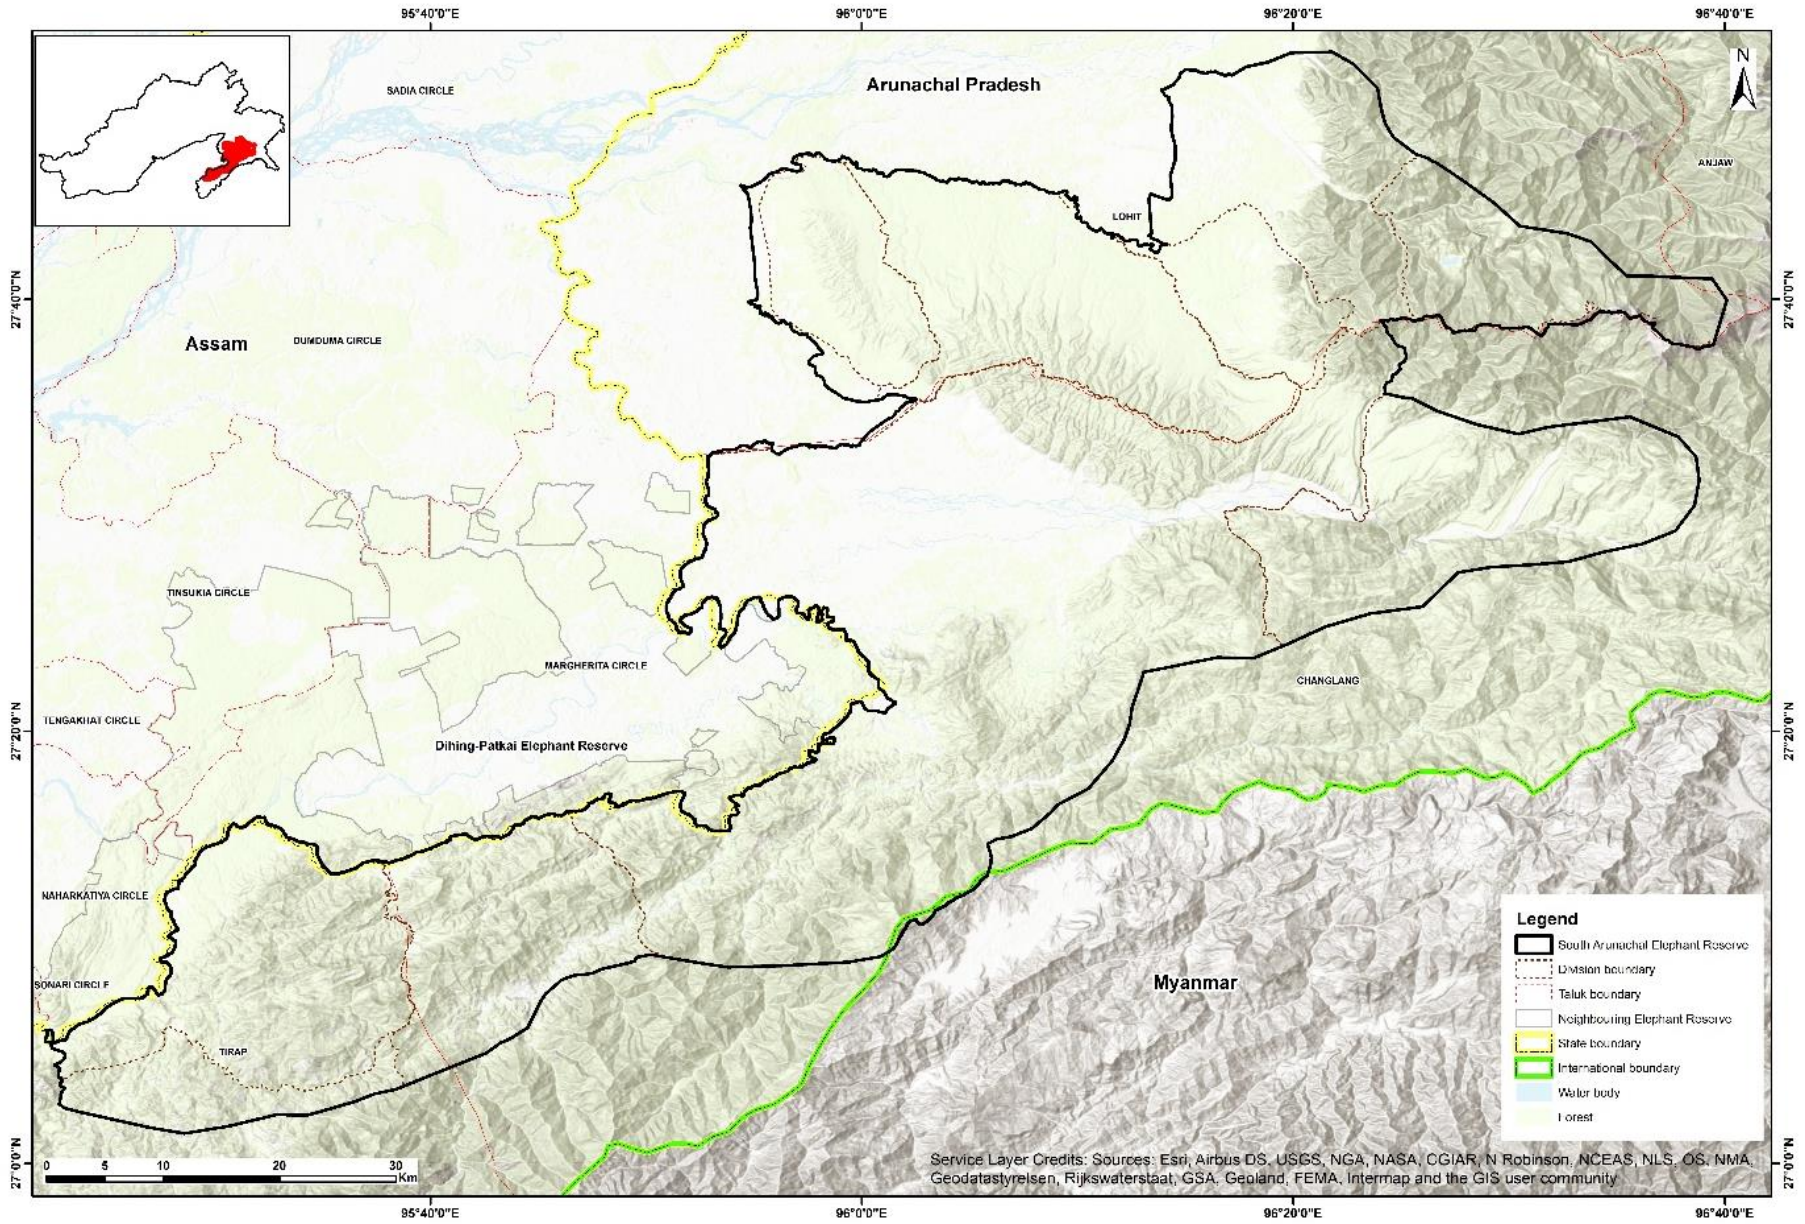 95°40'0"E
96°0'0"E
96°20'0"E
96°40'0"E
N
SADIA CIRCLE
Arunachal Pradesh
ANJAW
LOHIT
27°40'0"N
27°40'0"N
Assam
DUMDUMA CIRCLE
TINSUKIA CIRCLE
MARGHERITA CIRCLE
CHANGLANG
TENGAKHAT CIRCLE
27°20'0"N
27°20'0"N
Dihing-Patkai Elephant Reserve
NAHARKATIYA CIRCLE
SONARI CIRCLE
TIRAP
Myanmar
Legend
South Arunachal Elephant Reserve
Division boundary
Taluk boundary
Neighbouring Elephant Reserve
State boundary
International boundary
Water body
Forest
27°0'0"N
27°0'0"N
0 5 10 20 30
Km
Service Layer Credits: Sources: Esri, Airbus DS, USGS, NGA, NASA, CGIAR, N Robinson, NCEAS, NLS, OS, NMA,
Geodatastyrelsen, Rijkswaterstaat, GSA, Geoland, FEMA, Intermap and the GIS user community
95°40'0"E
96°0'0"E
96°20'0"E
96°40'0"E